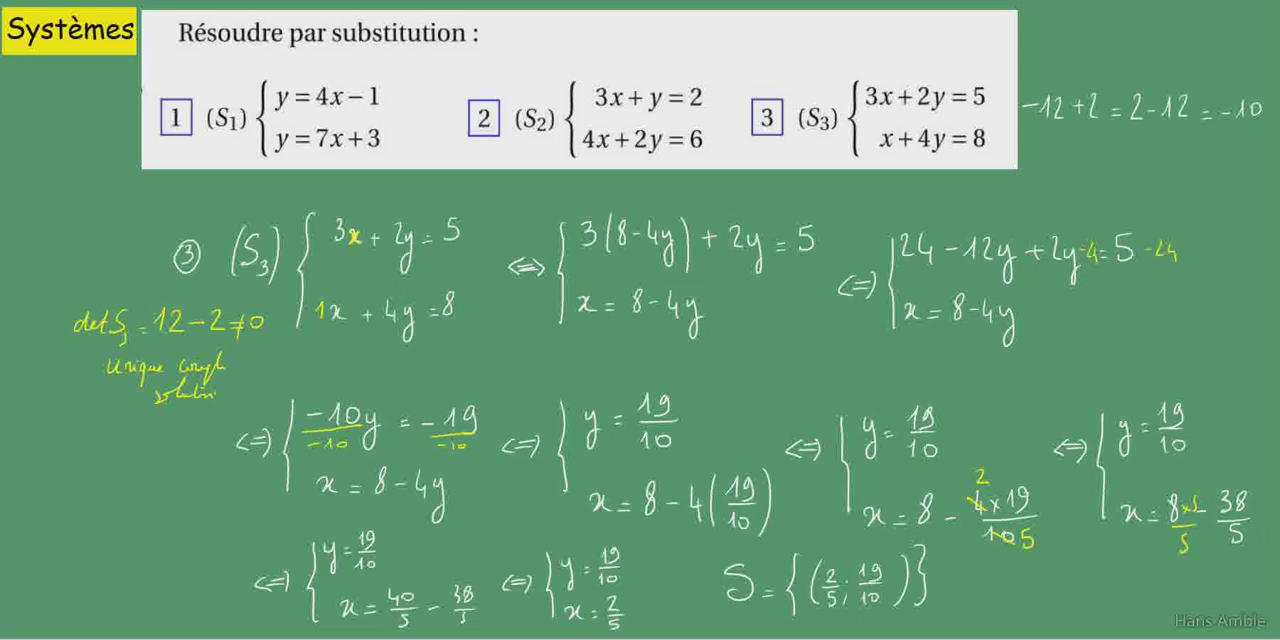 Systèmes
Résoudre par substitution :
1 (S₁) { y = 4x − 1
y = 7x + 3
2 (S₂) { 3x + y = 2
4x + 2y = 6
3 (S₃) { 3x + 2y = 5
x + 4y = 8
−12 + 2 = 2 − 12 = −10
③ (S₃) { 3x + 2y = 5
1x + 4y = 8
⇔ { 3(8 − 4y) + 2y = 5
x = 8 − 4y
⇔ { 24 − 12y + 2y = 5 −24
x = 8 − 4y
det S₃ = 12 − 2 ≠ 0
unique
solution
⇔ { −10y/−10 = −19/−10
x = 8 − 4y
⇔ { y = 19/10
x = 8 − 4(19/10)
⇔ { y = 19/10
x = 8 − 4×19/10 2 5
⇔ { y = 19/10
x = 8×5/5 − 38/5
⇔ { y = 19/10
x = 40/5 − 38/5
⇔ { y = 19/10
x = 2/5
S = {(2/5 ; 19/10)}
Hans Amble